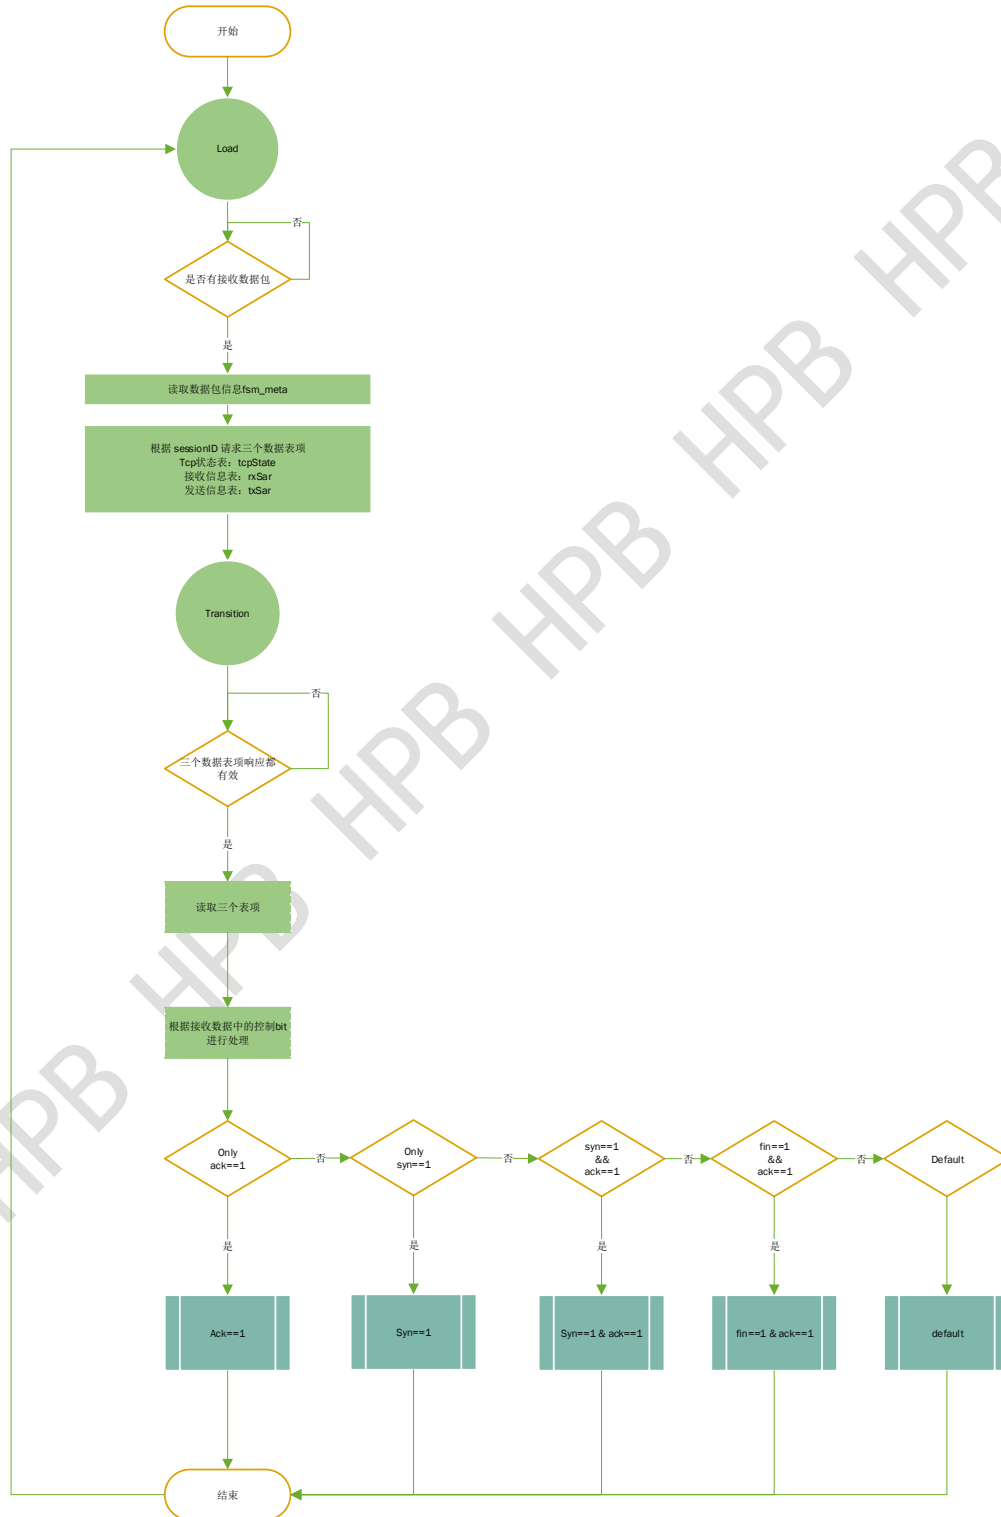 开始
Load
否
是否有接收数据包
是
读取数据包信息fsm_meta
根据 sessionID 请求三个数据表项
Tcp状态表：tcpState
接收信息表：rxSar
发送信息表：txSar
Transition
否
三个数据表项响应都
有效
是
读取三个表项
根据接收数据中的控制bit
进行处理
Only
ack==1
否
Only
syn==1
否
syn==1
&&
ack==1
否
fin==1
&&
ack==1
否
Default
是
是
是
是
Ack==1
Syn==1
Syn==1 & ack==1
fin==1 & ack==1
default
结束
HPB HPB HPB HPB HPB HPB